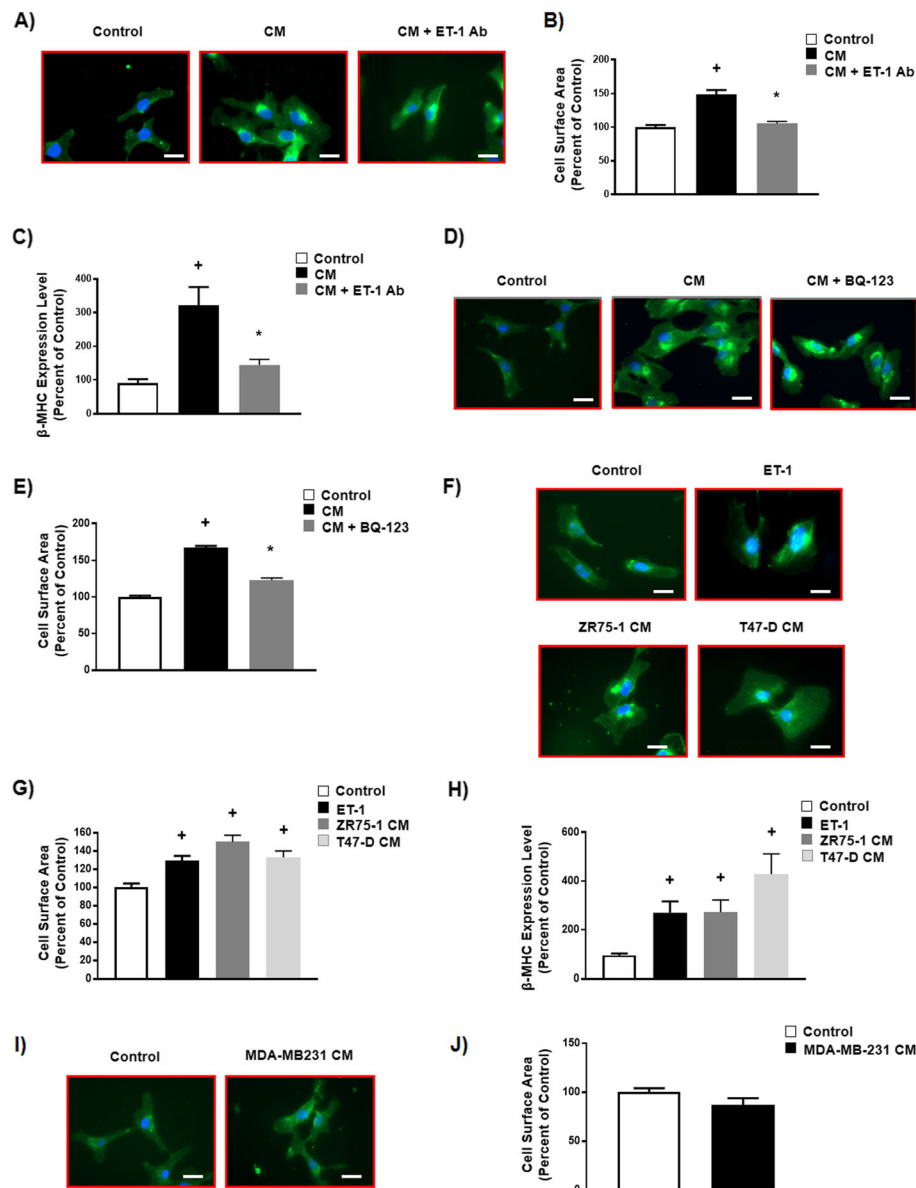 A)
Control CM CM + ET-1 Ab
B)
Control
CM
CM + ET-1 Ab
Cell Surface Area
(Percent of Control)
200
150
100
50
0
+
*
C)
Control
CM
CM + ET-1 Ab
β-MHC Expression Level
(Percent of Control)
400
300
200
100
0
+
*
D)
Control CM CM + BQ-123
E)
Control
CM
CM + BQ-123
Cell Surface Area
(Percent of Control)
200
150
100
50
0
+
*
F)
Control ET-1
ZR75-1 CM T47-D CM
G)
Control
ET-1
ZR75-1 CM
T47-D CM
Cell Surface Area
(Percent of Control)
160
140
120
100
80
60
40
20
0
+ + +
H)
Control
ET-1
ZR75-1 CM
T47-D CM
β-MHC Expression Level
(Percent of Control)
600
400
200
0
+ + +
I)
Control MDA-MB231 CM
J)
Control
MDA-MB-231 CM
Cell Surface Area
(Percent of Control)
150
100
50
0